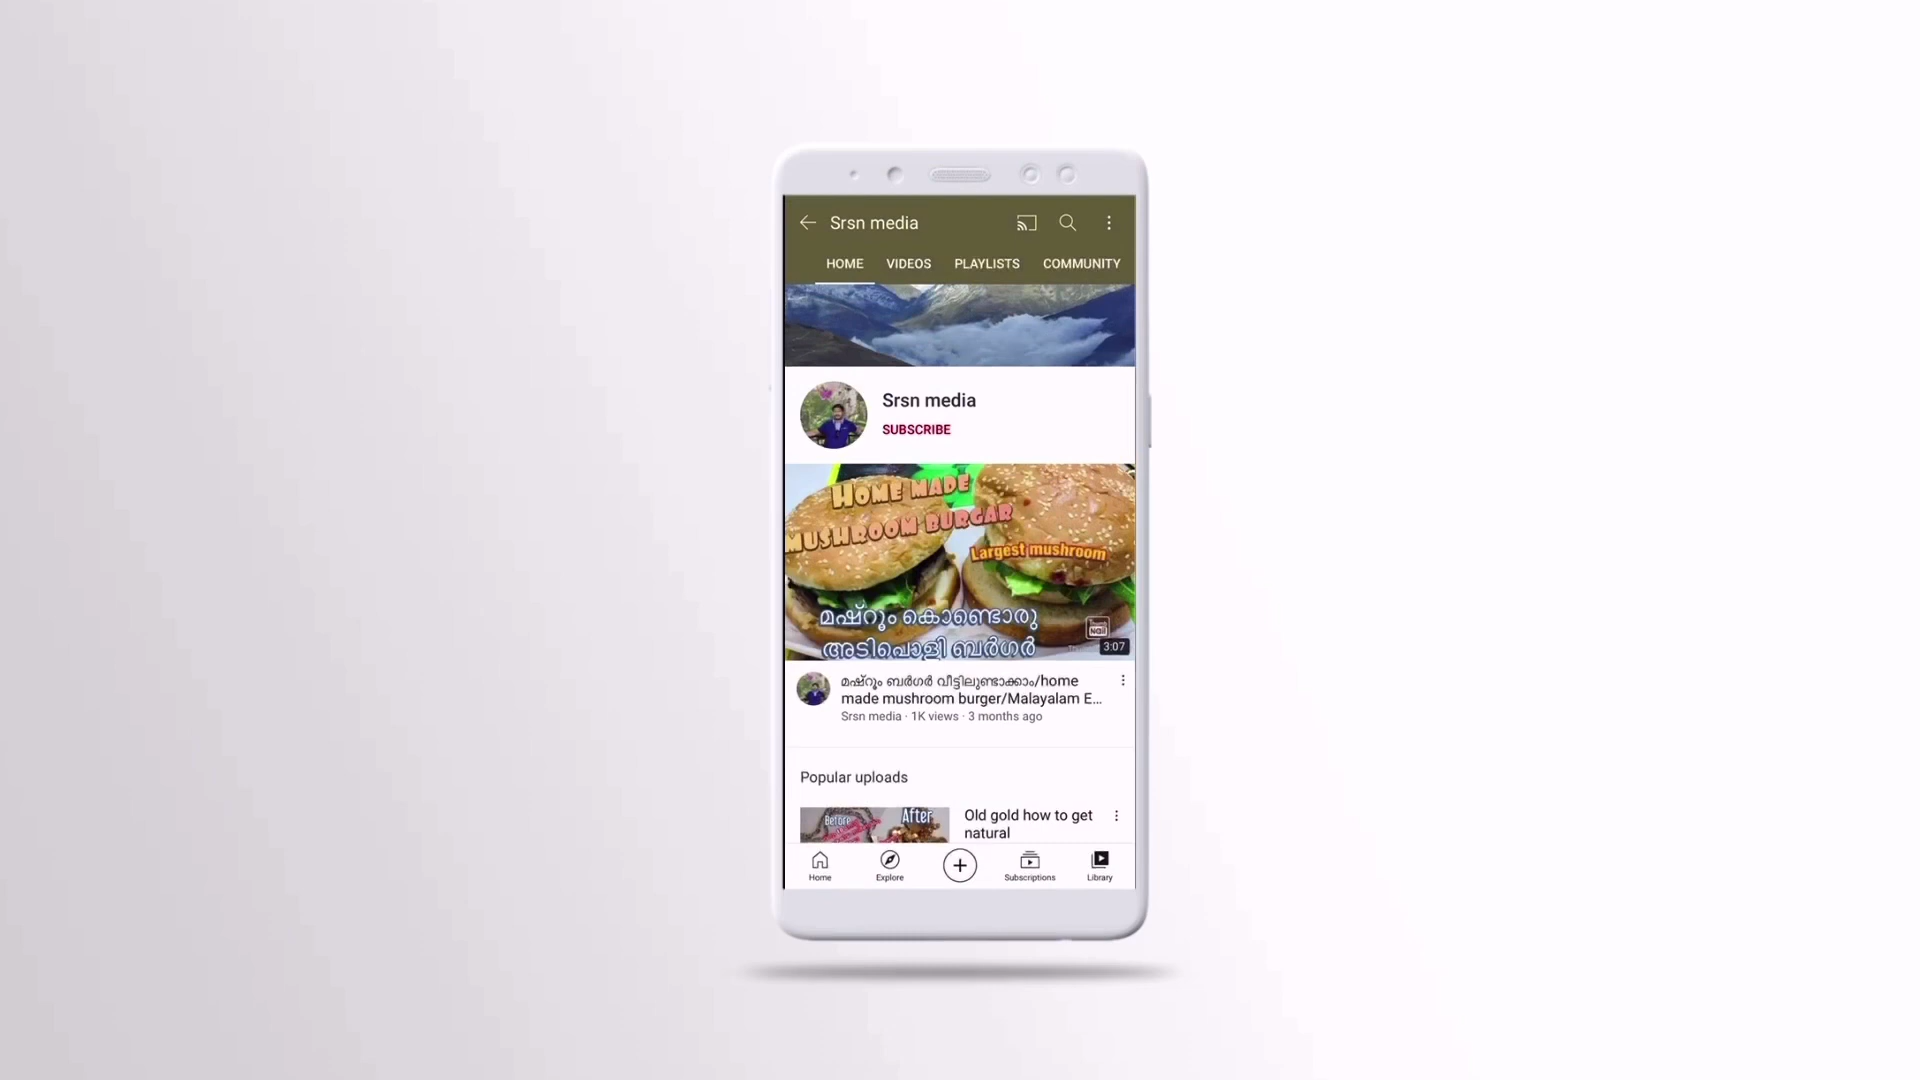 Srsn media
HOME VIDEOS PLAYLISTS COMMUNITY
Srsn media
SUBSCRIBE
HOME MADE
MUSHROOM BURGAR
Largest mushroom
മഷ്റൂം കൊണ്ടൊരു
അടിപൊളി ബർഗർ
Nail
3:07
മഷ്റൂം ബർഗർ വീട്ടിലുണ്ടാക്കാം/home
made mushroom burger/Malayalam E...
Srsn media · 1K views · 3 months ago
Popular uploads
Before
After
Old gold how to get
natural
Home Explore Subscriptions Library